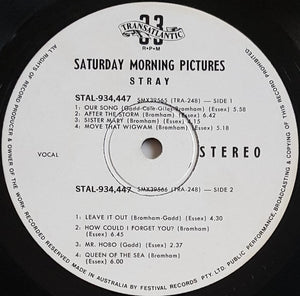 33
TRANSATLANTIC
R·P·M
SATURDAY MORNING PICTURES
STRAY
STAL-934,447 SMX39565 (TRA-248) — SIDE 1
1: OUR SONG (Gadd-Cole-Giles-Bromham) (Essex) 5.58
2: AFTER THE STORM (Bromham) (Essex) 6.42
3: SISTER MARY (Bromham) (Essex) 4.15
4: MOVE THAT WIGWAM (Bromham) (Essex) 5.18
VOCAL
STEREO
STAL-934,447 SMX39566 (TRA-248) — SIDE 2
1: LEAVE IT OUT (Bromham-Gadd) (Essex) 4.30
2: HOW COULD I FORGET YOU? (Bromham)
(Essex) 6.45
3: MR. HOBO (Gadd) (Essex) 2.37
4: QUEEN OF THE SEA (Bromham)
(Essex) 6.00
ALL RIGHTS OF RECORD PRODUCER & OWNER OF THE WORK RESERVED.
COPYING, PUBLIC PERFORMANCE, BROADCASTING & OF THIS RECORD PROHIBITED
MADE IN AUSTRALIA BY FESTIVAL RECORDS PTY. LTD.